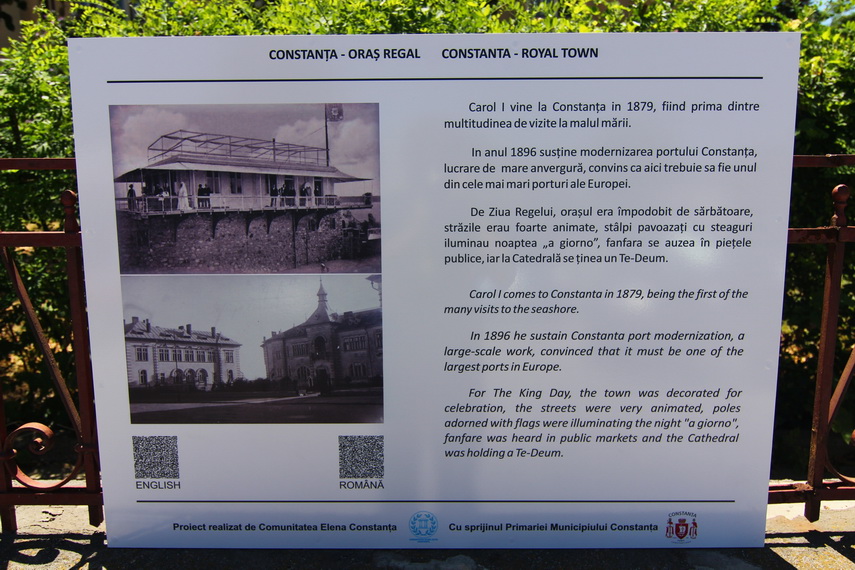 CONSTANȚA - ORAȘ REGAL CONSTANTA - ROYAL TOWN
Carol I vine la Constanța in 1879, fiind prima dintre
multitudinea de vizite la malul mării.
In anul 1896 susține modernizarea portului Constanța,
lucrare de mare anvergură, convins ca aici trebuie sa fie unul
din cele mai mari porturi ale Europei.
De Ziua Regelui, orașul era împodobit de sărbătoare,
străzile erau foarte animate, stâlpi pavoazați cu steaguri
iluminau noaptea „a giorno”, fanfara se auzea în piețele
publice, iar la Catedrală se ținea un Te-Deum.
Carol I comes to Constanta in 1879, being the first of the
many visits to the seashore.
In 1896 he sustain Constanta port modernization, a
large-scale work, convinced that it must be one of the
largest ports in Europe.
For The King Day, the town was decorated for
celebration, the streets were very animated, poles
adorned with flags were illuminating the night "a giorno",
fanfare was heard in public markets and the Cathedral
was holding a Te-Deum.
ENGLISH
ROMÂNĂ
Proiect realizat de Comunitatea Elena Constanța
Cu sprijinul Primariei Municipiului Constanța
CONSTANȚA